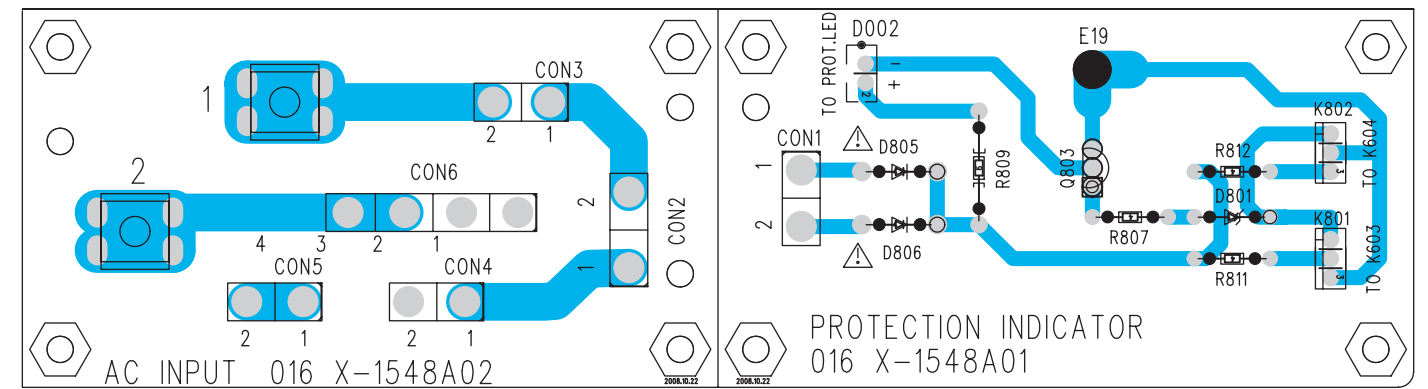 1
CON3
2
1
2
CON6
4
3
2
1
2
CON2
1
CON5
2
1
CON4
2
1
AC INPUT 016 X-1548A02
2008.10.22
TO PROT.LED
D002
-
+
2
E19
CON1
1
2
D805
D806
R809
Q803
R807
R812
D801
R811
K802
1
3
TO K604
K801
3
TO K603
PROTECTION INDICATOR
016 X-1548A01
2008.10.22